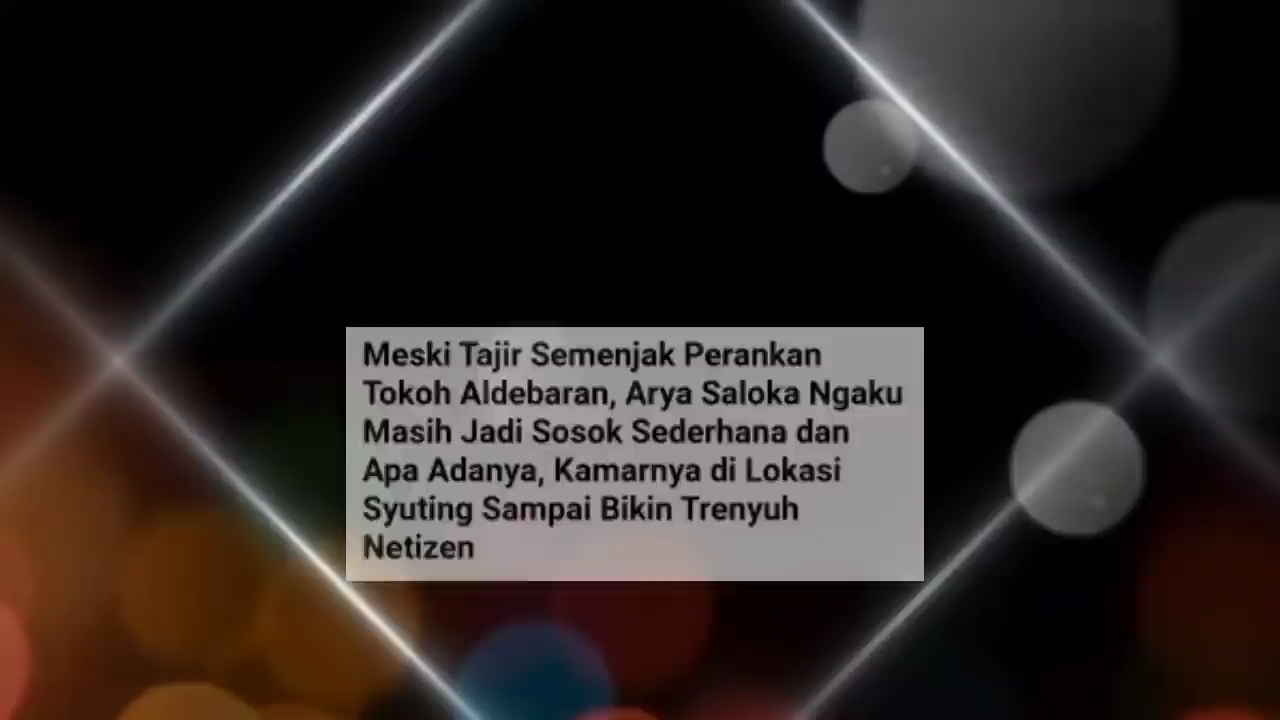 Meski Tajir Semenjak Perankan
Tokoh Aldebaran, Arya Saloka Ngaku
Masih Jadi Sosok Sederhana dan
Apa Adanya, Kamarnya di Lokasi
Syuting Sampai Bikin Trenyuh
Netizen